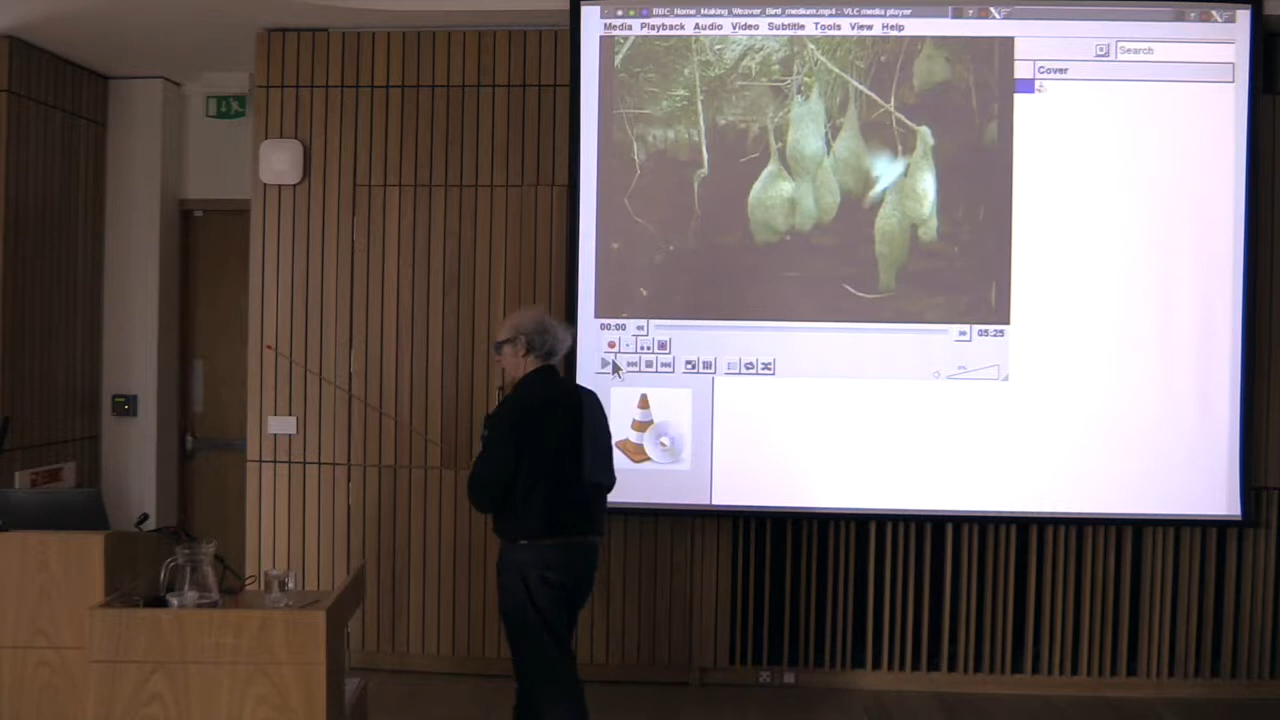 BBC_Home_Making_Weaver_Bird_medium.mp4 - VLC media player
Media Playback Audio Video Subtitle Tools View Help
Search
Cover
00:00
05:25
0%